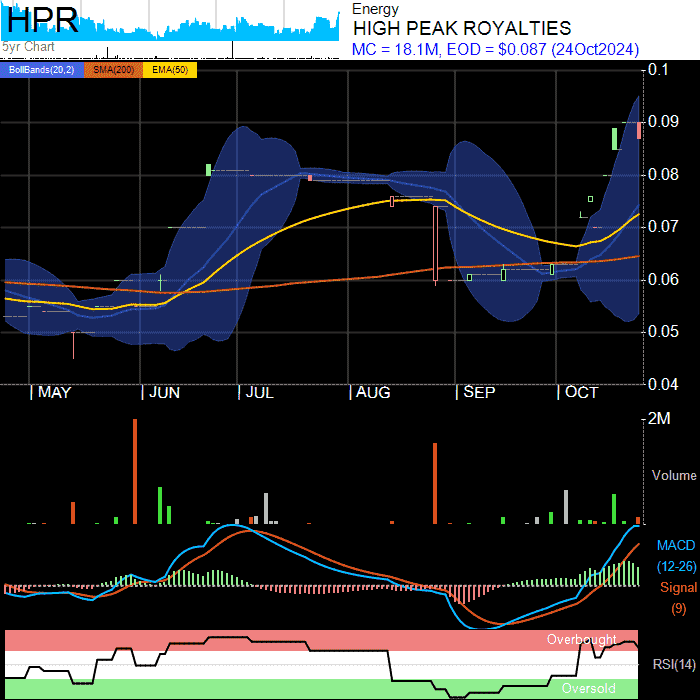 HPR
5yr Chart
Energy
HIGH PEAK ROYALTIES
MC = 18.1M, EOD = $0.087 (24Oct2024)
BollBands(20,2) SMA(200) EMA(50)
0.1
0.09
0.08
0.07
0.06
0.05
0.04
MAY JUN JUL AUG SEP OCT
2M
Volume
MACD
(12-26)
Signal
(9)
Overbought
RSI(14)
Oversold